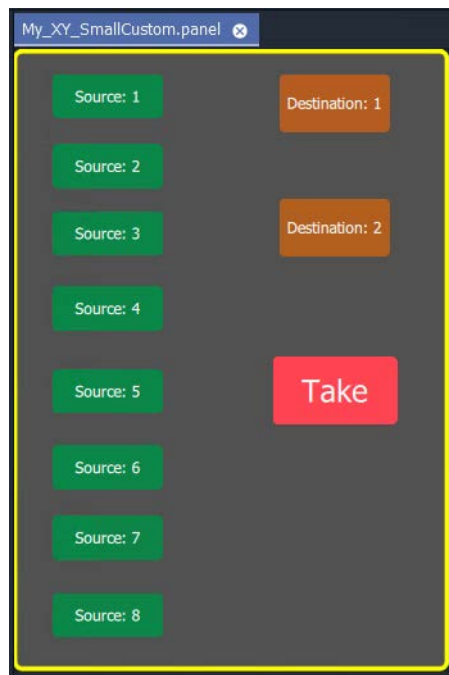 My_XY_SmallCustom.panel
Source: 1
Source: 2
Source: 3
Source: 4
Source: 5
Source: 6
Source: 7
Source: 8
Destination: 1
Destination: 2
Take